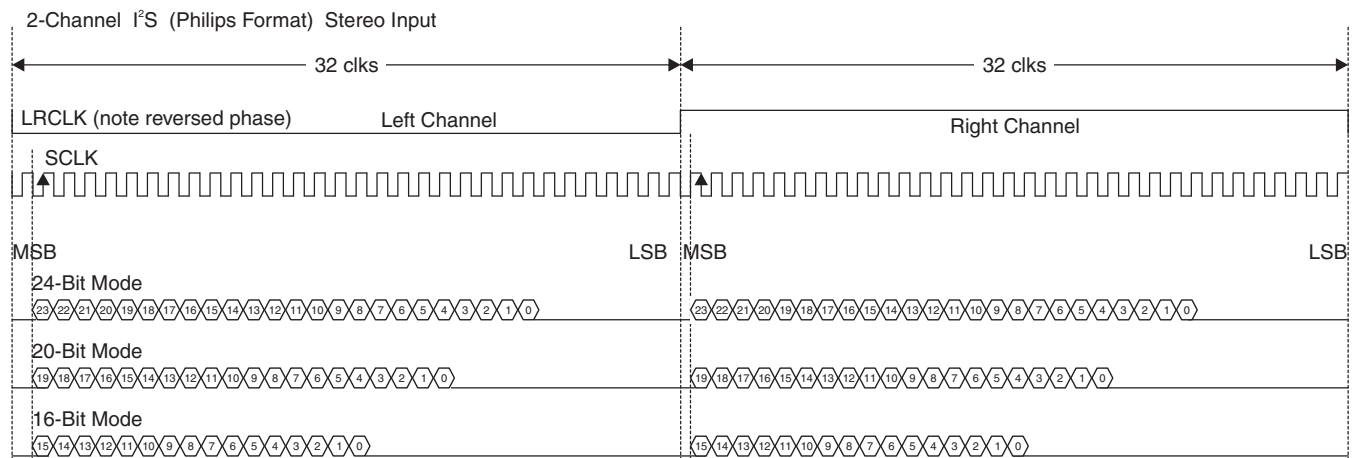 2-Channel I²S (Philips Format) Stereo Input
32 clks 32 clks
LRCLK (note reversed phase) Left Channel Right Channel
SCLK
MSB LSB MSB LSB
24-Bit Mode
23 22 21 20 19 18 17 16 15 14 13 12 11 10 9 8 7 6 5 4 3 2 1 0 23 22 21 20 19 18 17 16 15 14 13 12 11 10 9 8 7 6 5 4 3 2 1 0
20-Bit Mode
19 18 17 16 15 14 13 12 11 10 9 8 7 6 5 4 3 2 1 0 19 18 17 16 15 14 13 12 11 10 9 8 7 6 5 4 3 2 1 0
16-Bit Mode
15 14 13 12 11 10 9 8 7 6 5 4 3 2 1 0 15 14 13 12 11 10 9 8 7 6 5 4 3 2 1 0